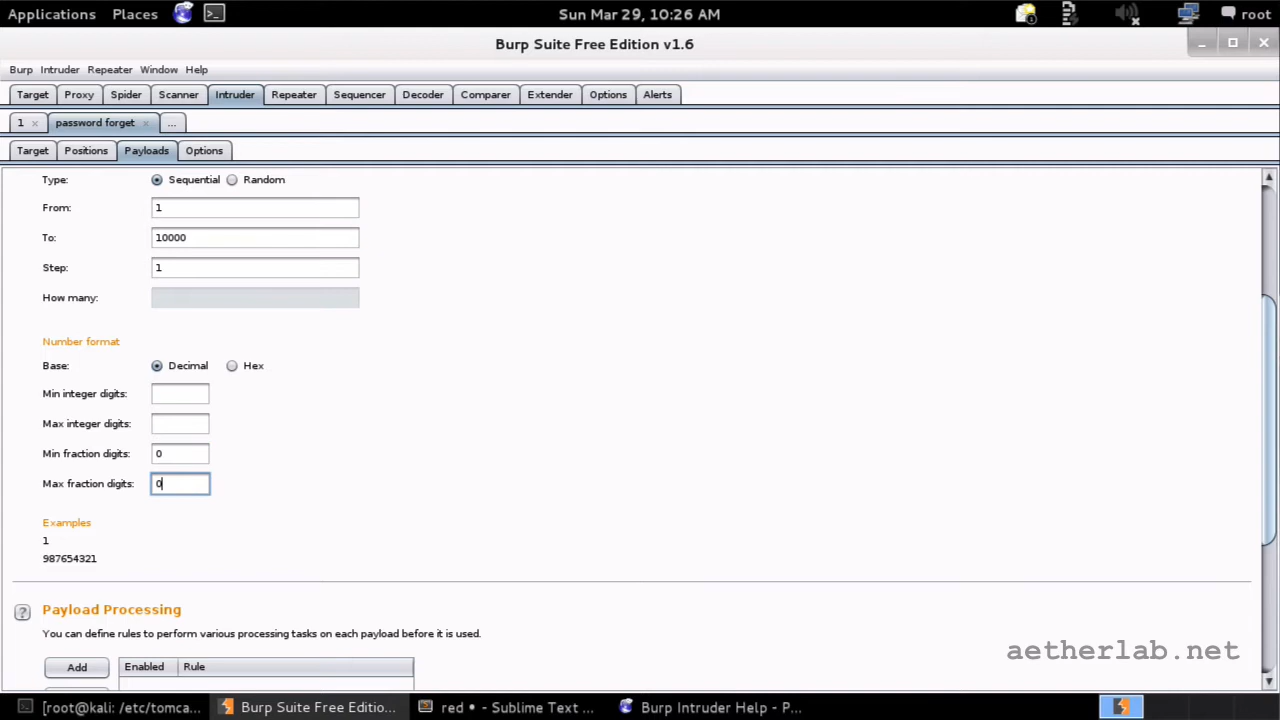 Applications Places Sun Mar 29, 10:26 AM root
Burp Suite Free Edition v1.6
Burp Intruder Repeater Window Help
Target Proxy Spider Scanner Intruder Repeater Sequencer Decoder Comparer Extender Options Alerts
1 × password forget × ...
Target Positions Payloads Options
Type: Sequential Random
From: 1
To: 10000
Step: 1
How many:
Number format
Base: Decimal Hex
Min integer digits:
Max integer digits:
Min fraction digits: 0
Max fraction digits: 0
Examples
1
987654321
? Payload Processing
You can define rules to perform various processing tasks on each payload before it is used.
Add Enabled Rule
aetherlab.net
[root@kali: /etc/tomca... Burp Suite Free Editio... red • - Sublime Text ... Burp Intruder Help - P...